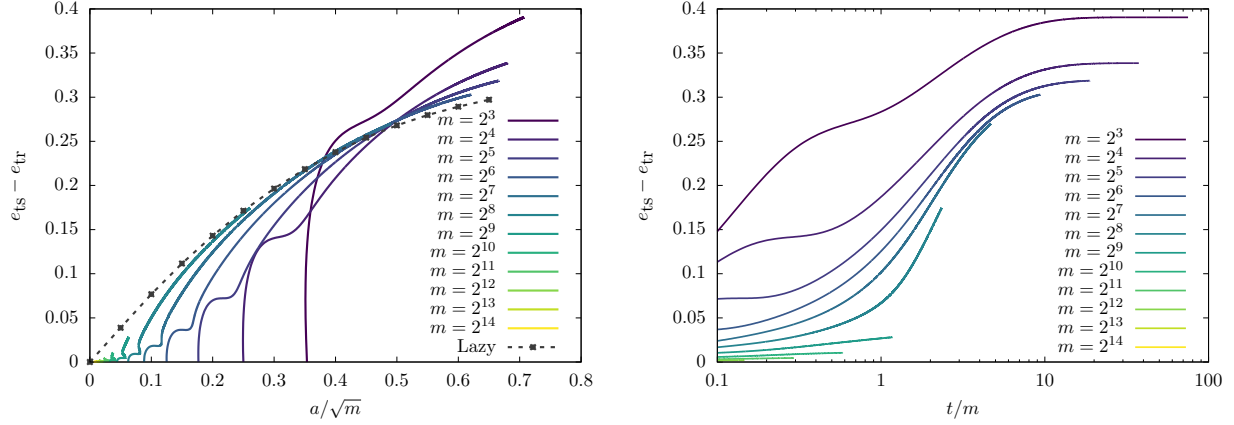 0.4
0.35
0.3
0.25
0.2
0.15
0.1
0.05
0
e_ts − e_tr
m = 2^3
m = 2^4
m = 2^5
m = 2^6
m = 2^7
m = 2^8
m = 2^9
m = 2^10
m = 2^11
m = 2^12
m = 2^13
m = 2^14
Lazy
0 0.1 0.2 0.3 0.4 0.5 0.6 0.7 0.8
a/√m
0.4
0.35
0.3
0.25
0.2
0.15
0.1
0.05
0
e_ts − e_tr
m = 2^3
m = 2^4
m = 2^5
m = 2^6
m = 2^7
m = 2^8
m = 2^9
m = 2^10
m = 2^11
m = 2^12
m = 2^13
m = 2^14
0.1 1 10 100
t/m